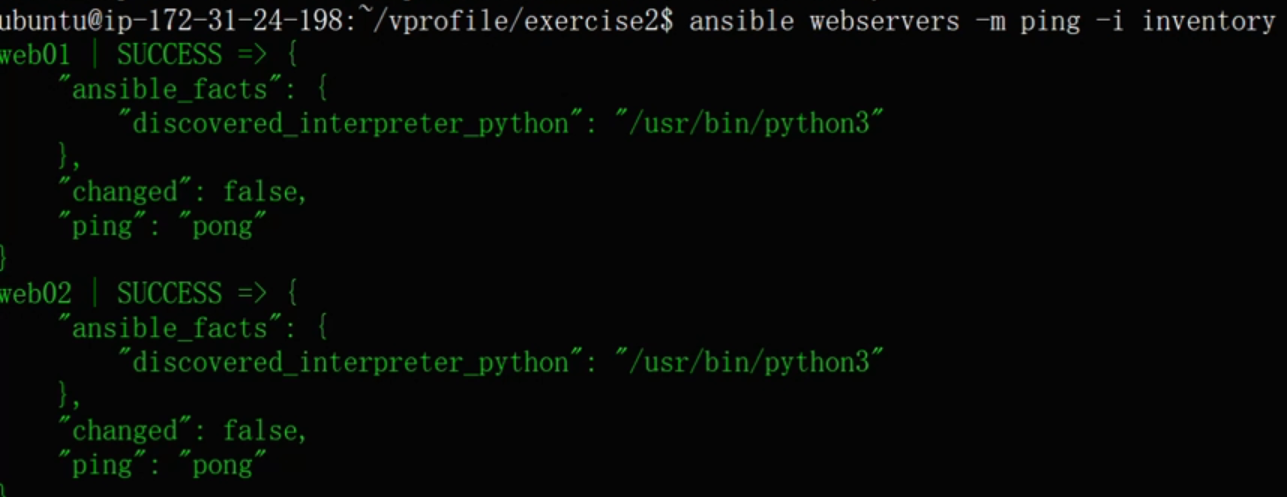 ubuntu@ip-172-31-24-198:~/vprofile/exercise2$ ansible webservers -m ping -i inventory
web01 | SUCCESS => {
    "ansible_facts": {
        "discovered_interpreter_python": "/usr/bin/python3"
    },
    "changed": false,
    "ping": "pong"
}
web02 | SUCCESS => {
    "ansible_facts": {
        "discovered_interpreter_python": "/usr/bin/python3"
    },
    "changed": false,
    "ping": "pong"
}